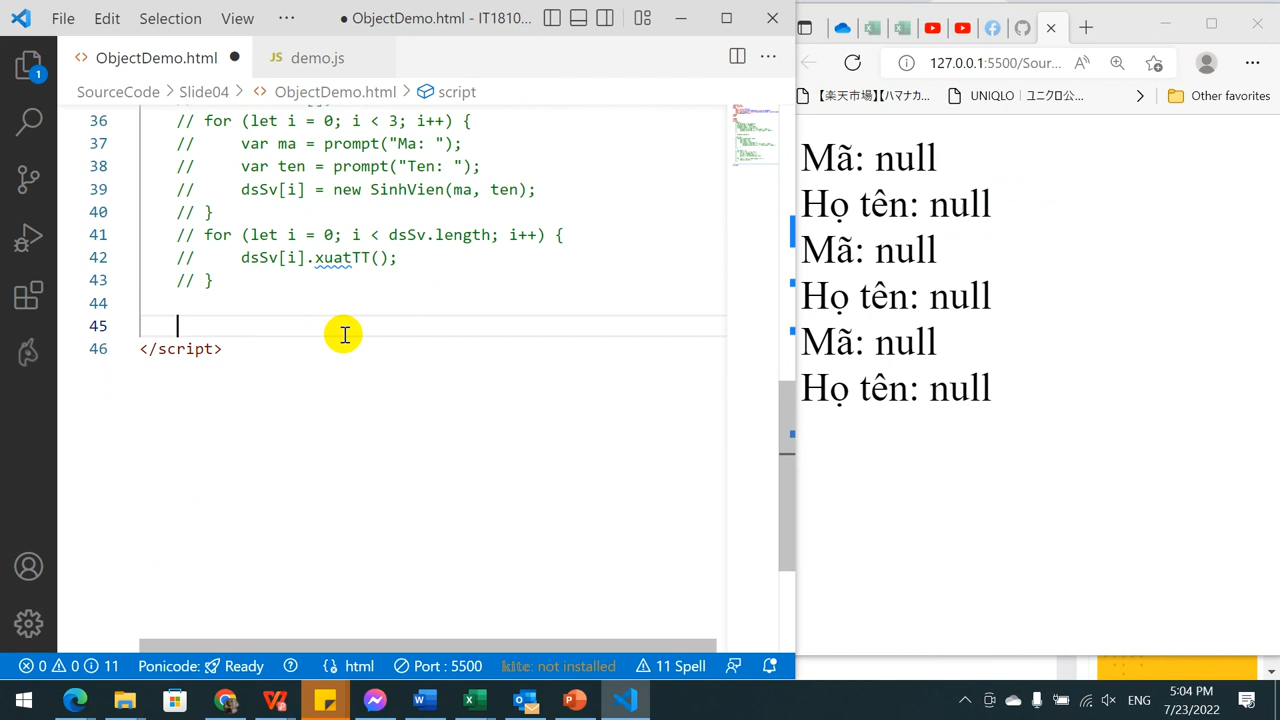 File Edit Selection View ··· ● ObjectDemo.html - IT1810...
<> ObjectDemo.html ● JS demo.js ···
SourceCode > Slide04 > <> ObjectDemo.html > script
36 // for (let i = 0; i < 3; i++) {
37 // var ma = prompt("Ma: ");
38 // var ten = prompt("Ten: ");
39 // dsSv[i] = new SinhVien(ma, ten);
40 // }
41 // for (let i = 0; i < dsSv.length; i++) {
42 // dsSv[i].xuatTT();
43 // }
44
45
46 </script>
1
0 0 11 Ponicode: Ready html Port : 5500 kite: not installed 11 Spell
127.0.0.1:5500/Sour...
【楽天市場】【ハマナカ... UNIQLO | ユニクロ公... Other favorites
Mã: null
Họ tên: null
Mã: null
Họ tên: null
Mã: null
Họ tên: null
ENG
5:04 PM
7/23/2022